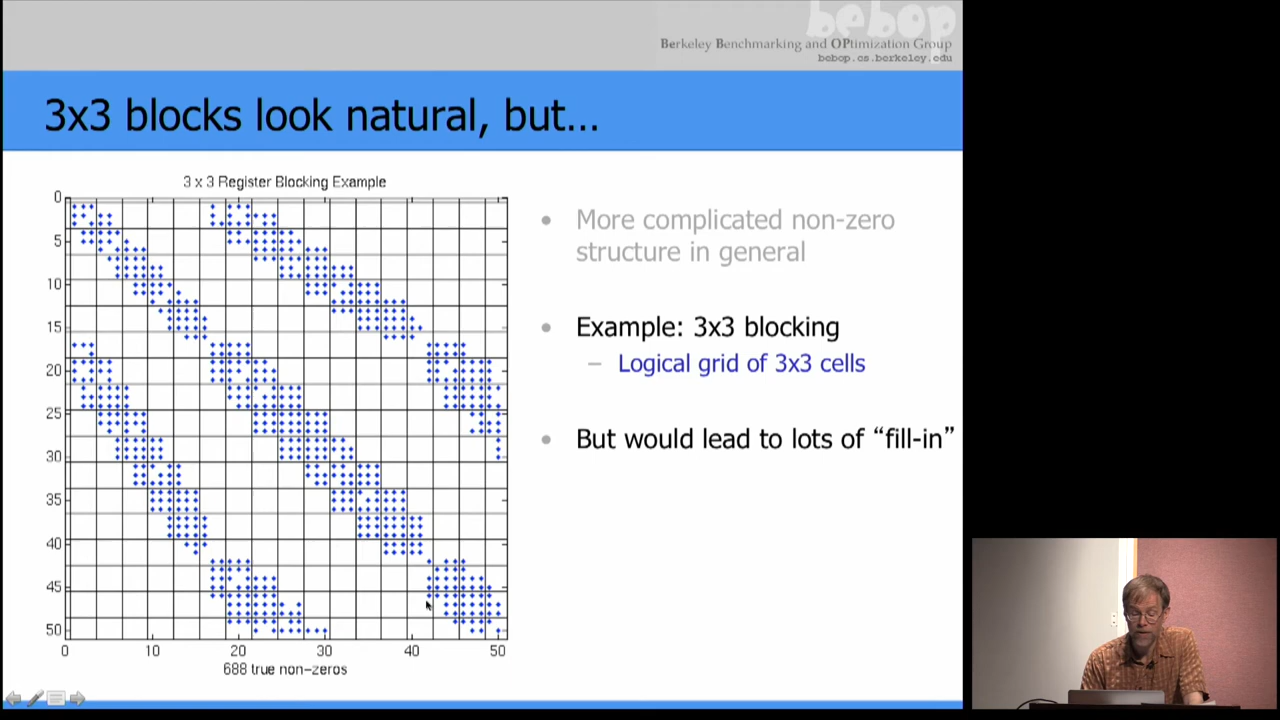 bebop
Berkeley Benchmarking and OPtimization Group
bebop.cs.berkeley.edu
3x3 blocks look natural, but...
3 x 3 Register Blocking Example
0
5
10
15
20
25
30
35
40
45
50
0 10 20 30 40 50
688 true non-zeros
• More complicated non-zero
structure in general
• Example: 3x3 blocking
– Logical grid of 3x3 cells
• But would lead to lots of “fill-in”